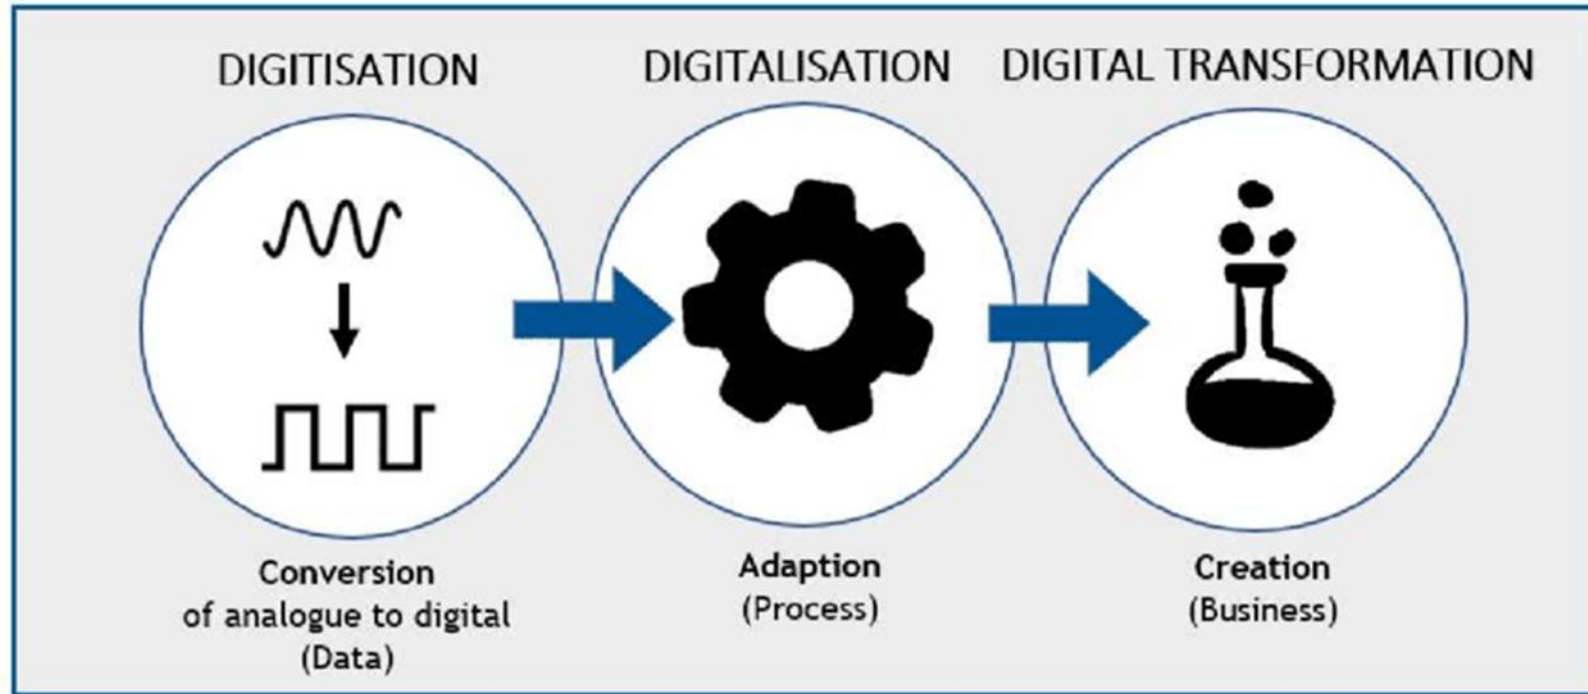 DIGITISATION
DIGITALISATION
DIGITAL TRANSFORMATION
Conversion
of analogue to digital
(Data)
Adaption
(Process)
Creation
(Business)